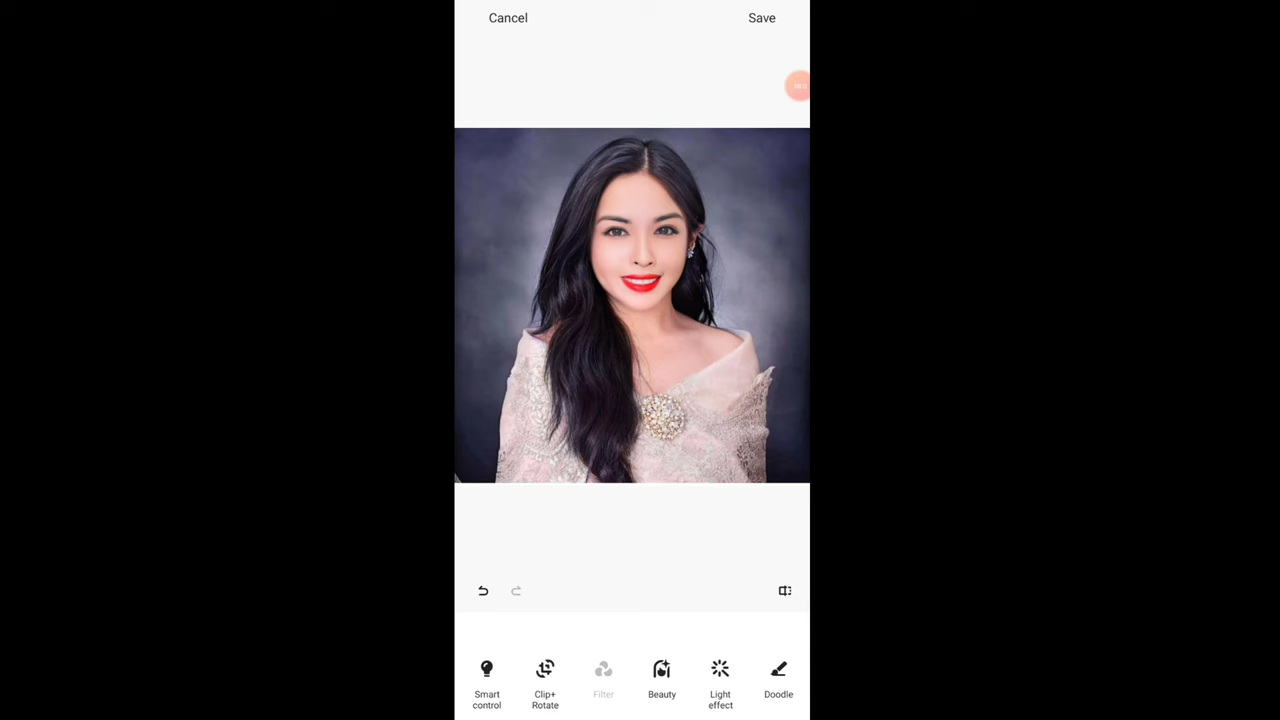 Cancel
Save
Smart
control
Clip+
Rotate
Filter
Beauty
Light
effect
Doodle